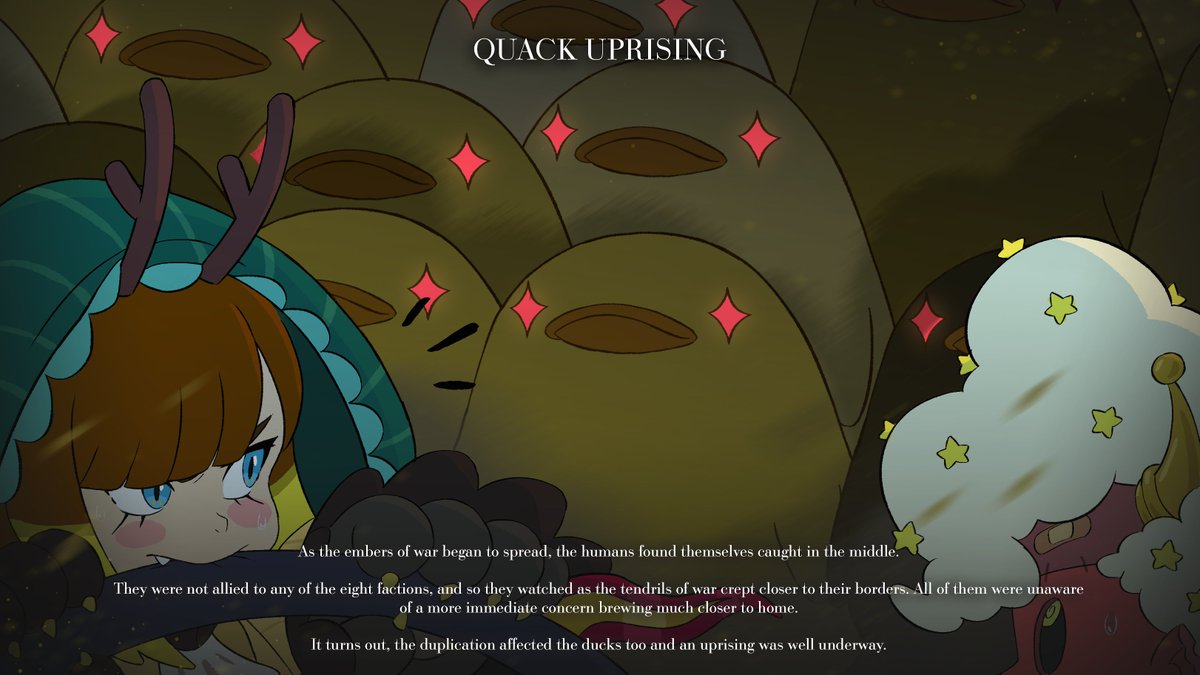 QUACK UPRISING
As the embers of war began to spread, the humans found themselves caught in the middle.
They were not allied to any of the eight factions, and so they watched as the tendrils of war crept closer to their borders. All of them were unaware
of a more immediate concern brewing much closer to home.
It turns out, the duplication affected the ducks too and an uprising was well underway.